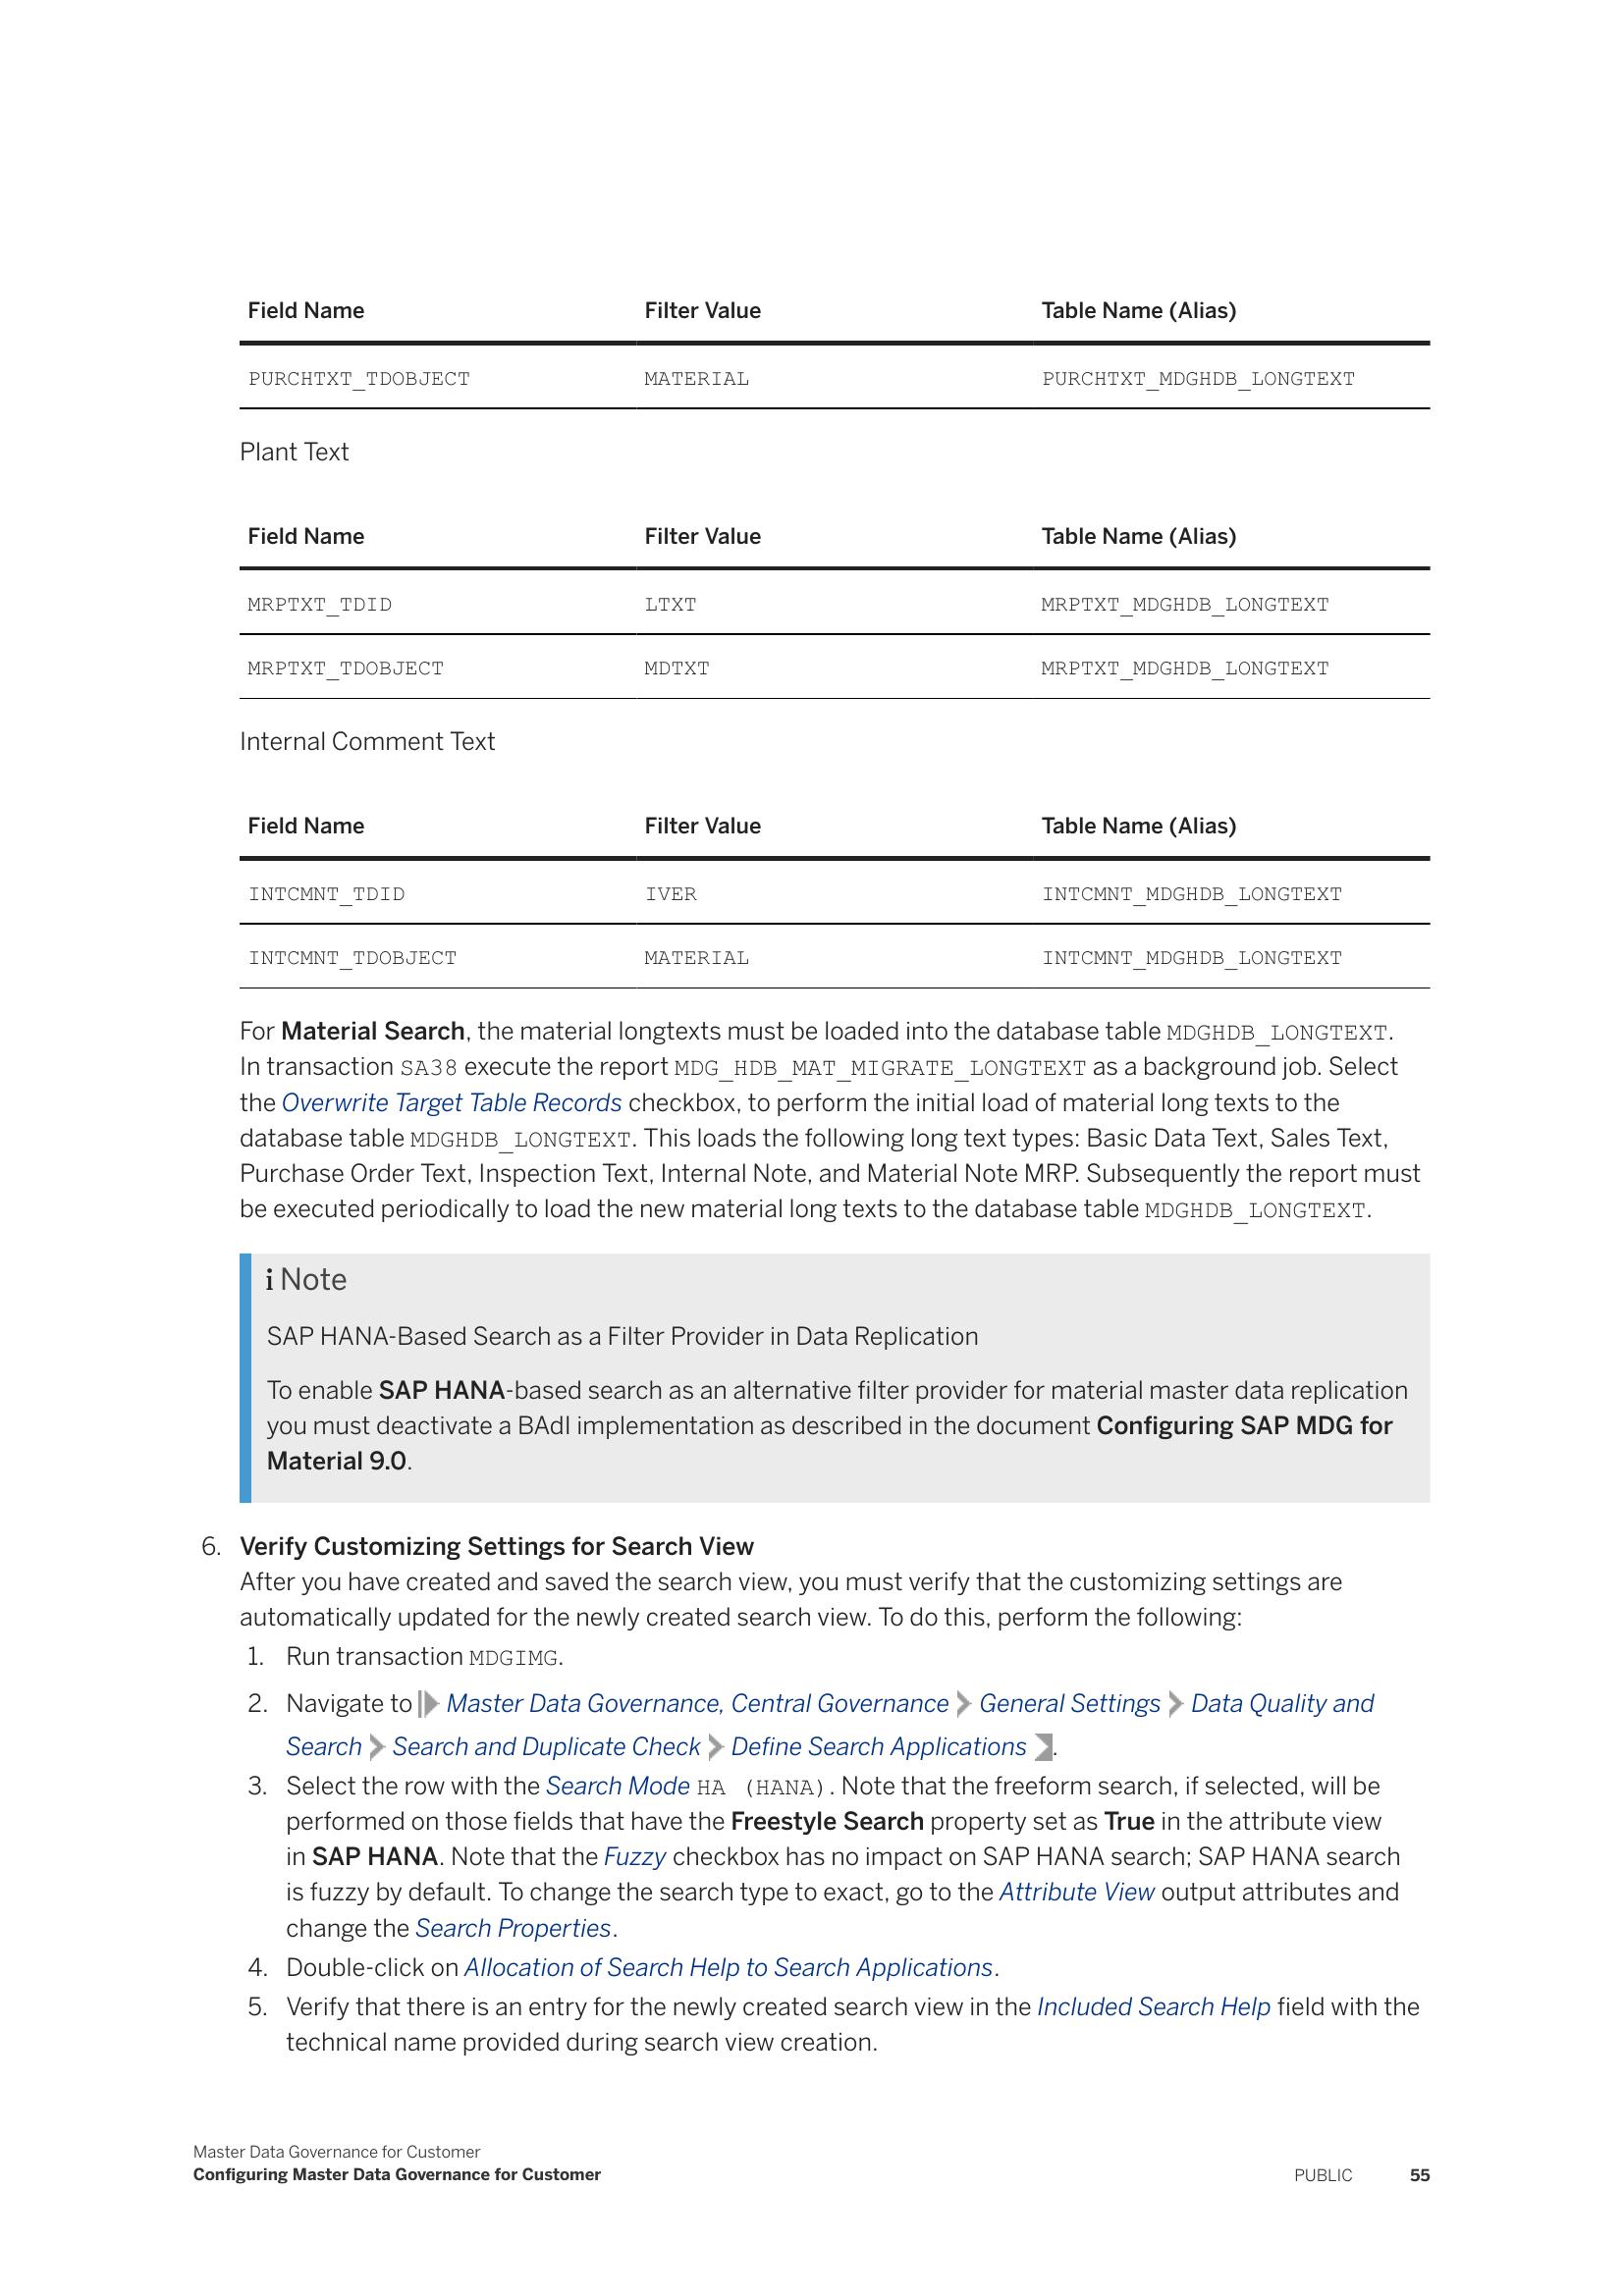 Field Name Filter Value Table Name (Alias)
PURCHTXT_TDOBJECT MATERIAL PURCHTXT_MDGHDB_LONGTEXT
Plant Text
Field Name Filter Value Table Name (Alias)
MRPTXT_TDID LTXT MRPTXT_MDGHDB_LONGTEXT
MRPTXT_TDOBJECT MDTXT MRPTXT_MDGHDB_LONGTEXT
Internal Comment Text
Field Name Filter Value Table Name (Alias)
INTCMNT_TDID IVER INTCMNT_MDGHDB_LONGTEXT
INTCMNT_TDOBJECT MATERIAL INTCMNT_MDGHDB_LONGTEXT
For Material Search, the material longtexts must be loaded into the database table MDGHDB_LONGTEXT.
In transaction SA38 execute the report MDG_HDB_MAT_MIGRATE_LONGTEXT as a background job. Select
the Overwrite Target Table Records checkbox, to perform the initial load of material long texts to the
database table MDGHDB_LONGTEXT. This loads the following long text types: Basic Data Text, Sales Text,
Purchase Order Text, Inspection Text, Internal Note, and Material Note MRP. Subsequently the report must
be executed periodically to load the new material long texts to the database table MDGHDB_LONGTEXT.
i Note
SAP HANA-Based Search as a Filter Provider in Data Replication
To enable SAP HANA-based search as an alternative filter provider for material master data replication
you must deactivate a BAdI implementation as described in the document Configuring SAP MDG for
Material 9.0.
6. Verify Customizing Settings for Search View
After you have created and saved the search view, you must verify that the customizing settings are
automatically updated for the newly created search view. To do this, perform the following:
1. Run transaction MDGIMG.
2. Navigate to Master Data Governance, Central Governance General Settings Data Quality and
Search Search and Duplicate Check Define Search Applications .
3. Select the row with the Search Mode HA (HANA). Note that the freeform search, if selected, will be
performed on those fields that have the Freestyle Search property set as True in the attribute view
in SAP HANA. Note that the Fuzzy checkbox has no impact on SAP HANA search; SAP HANA search
is fuzzy by default. To change the search type to exact, go to the Attribute View output attributes and
change the Search Properties.
4. Double-click on Allocation of Search Help to Search Applications.
5. Verify that there is an entry for the newly created search view in the Included Search Help field with the
technical name provided during search view creation.
Master Data Governance for Customer
Configuring Master Data Governance for Customer PUBLIC 55